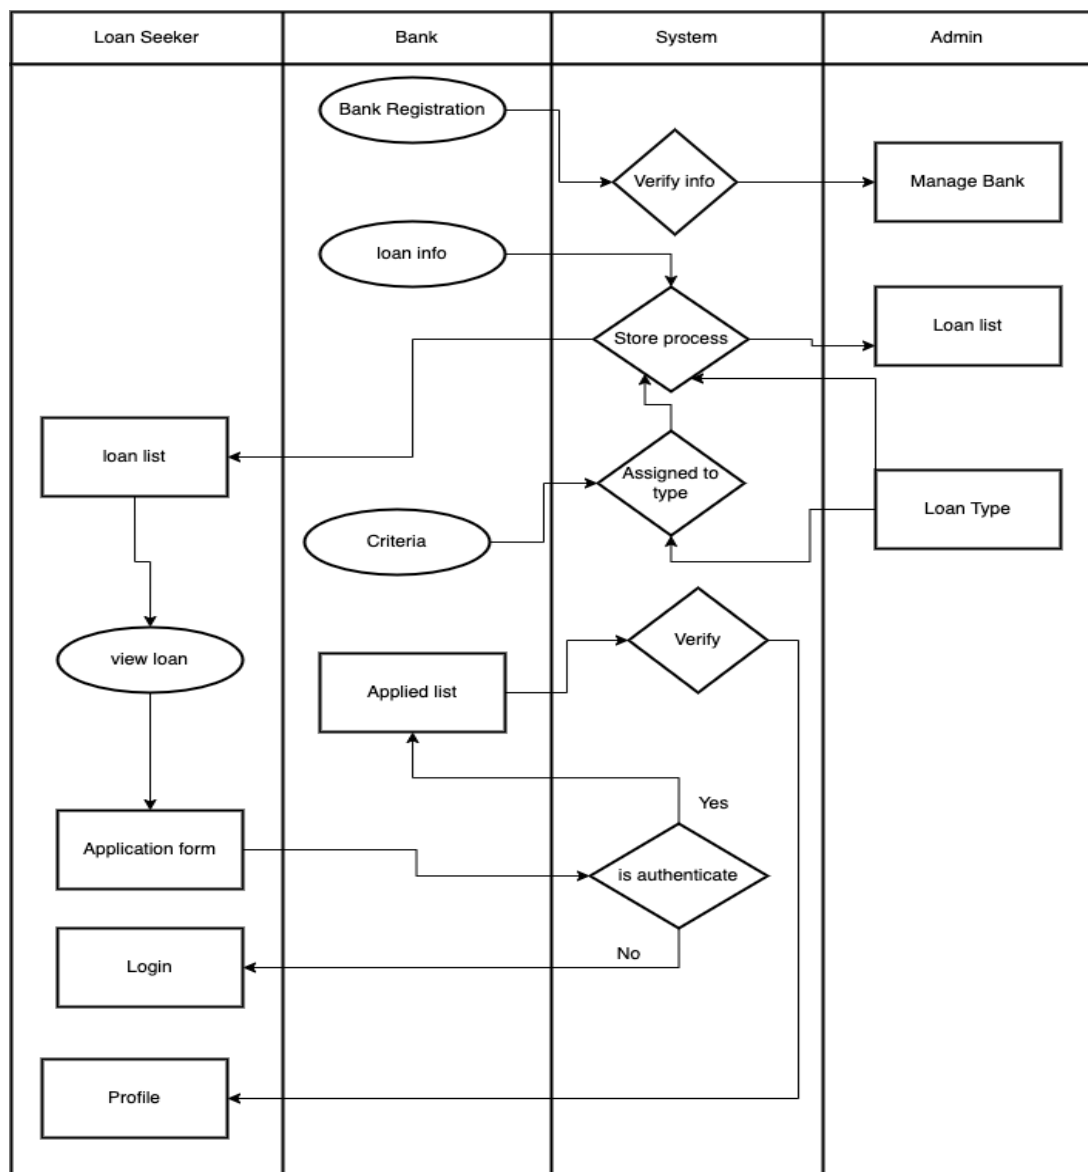 Loan Seeker
Bank
System
Admin
Bank Registration
Verify info
Manage Bank
loan info
Store process
Loan list
loan list
Assigned to
type
Criteria
Loan Type
view loan
Applied list
Verify
Yes
Application form
is authenticate
No
Login
Profile